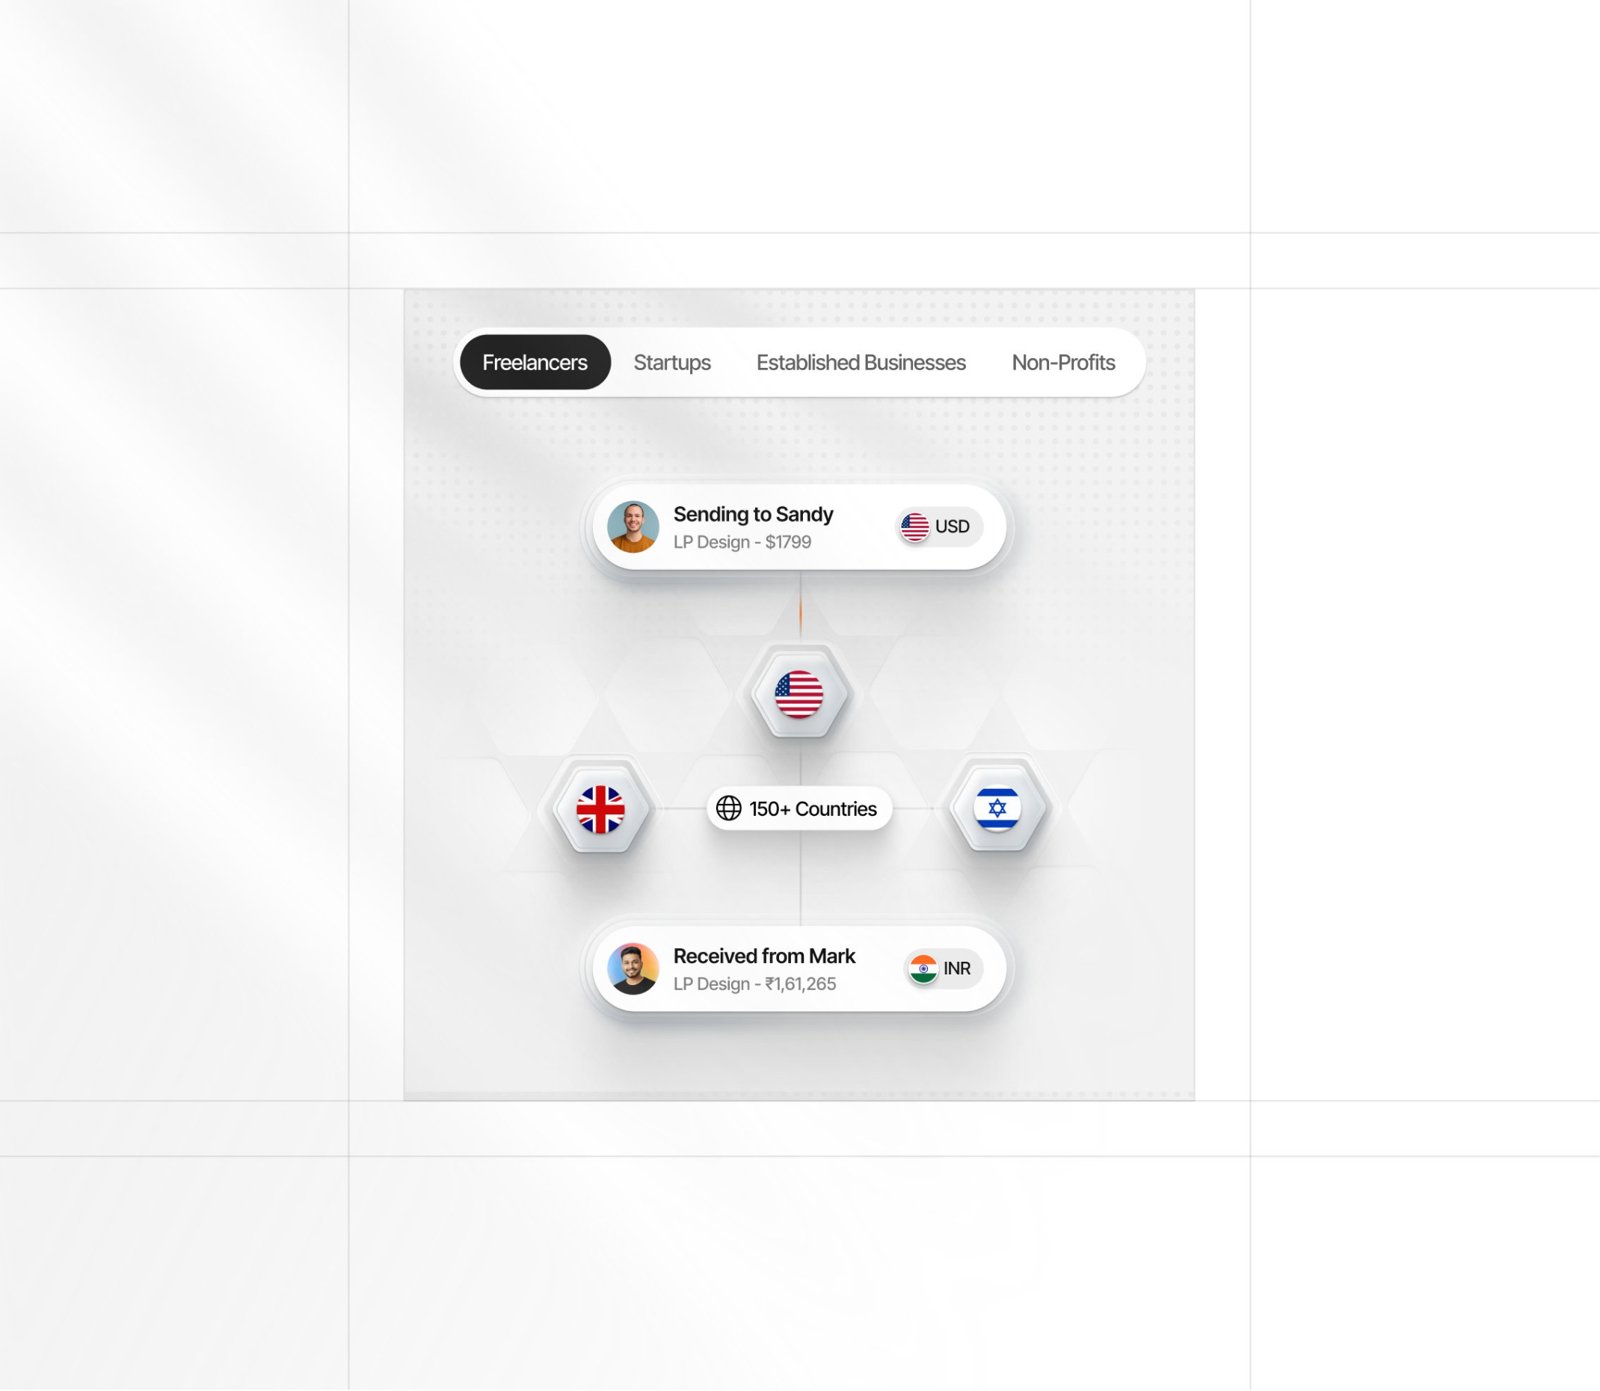 Freelancers
Startups
Established Businesses
Non-Profits
Sending to Sandy
LP Design - $1799
USD
150+ Countries
Received from Mark
LP Design - ₹1,61,265
INR